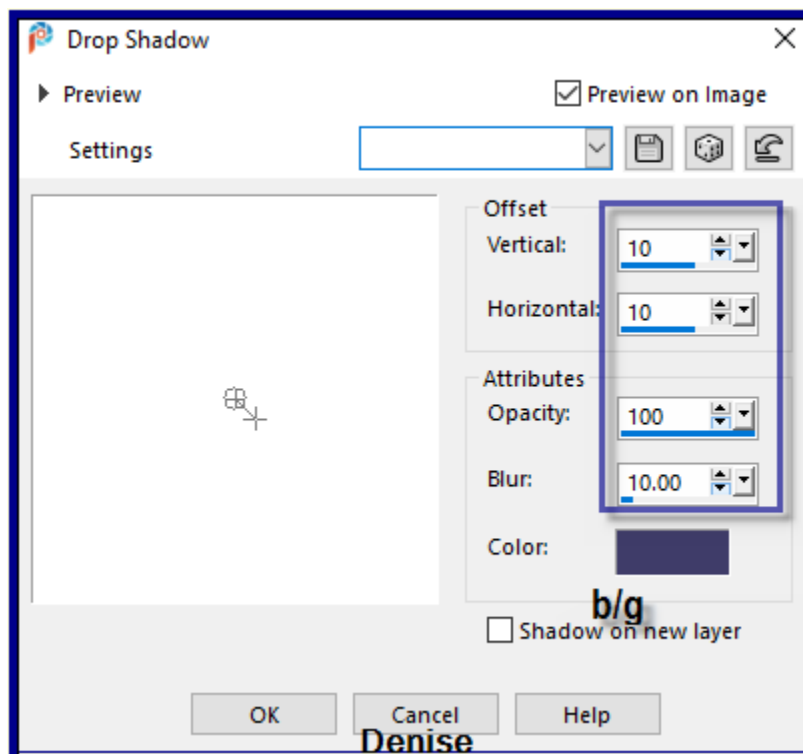 Drop Shadow
Preview
Preview on Image
Settings
Offset
Vertical: 10
Horizontal: 10
Attributes
Opacity: 100
Blur: 10.00
Color:
b/g
Shadow on new layer
OK Cancel Help
Denise